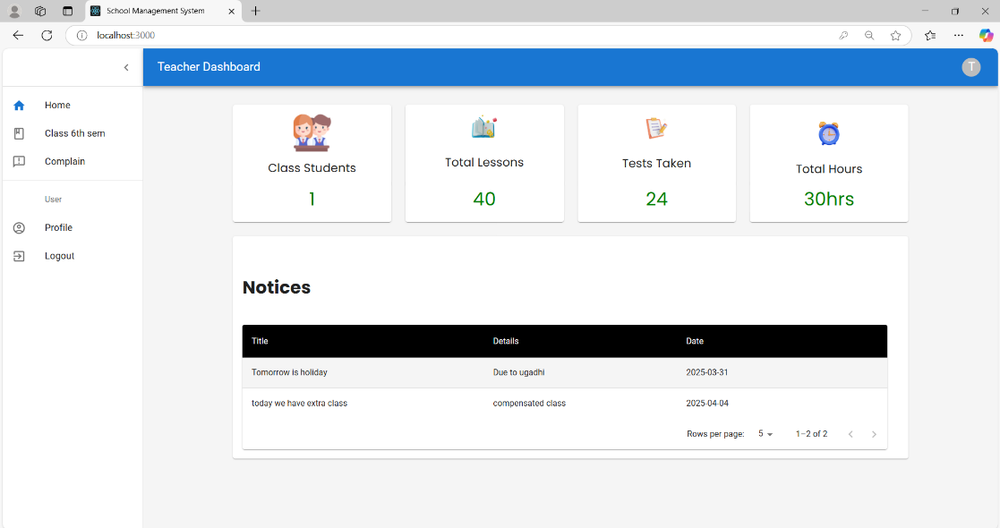 School Management System
localhost:3000
Teacher Dashboard
T
Home
Class 6th sem
Complain
User
Profile
Logout
Class Students
1
Total Lessons
40
Tests Taken
24
Total Hours
30hrs
Notices
Title Details Date
Tomorrow is holiday Due to ugadhi 2025-03-31
today we have extra class compensated class 2025-04-04
Rows per page: 5 1–2 of 2